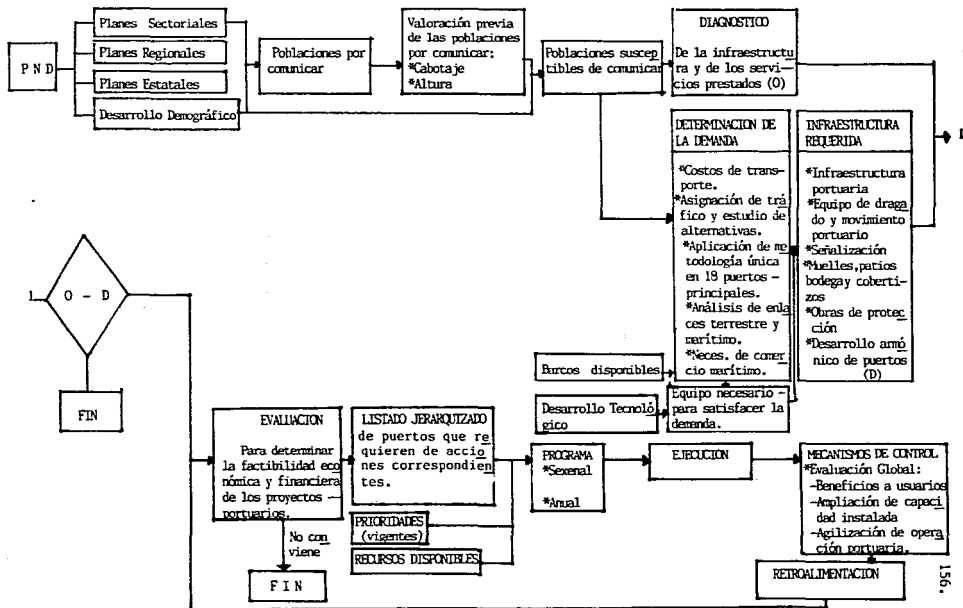 P N D
Planes Sectoriales
Planes Regionales
Planes Estatales
Desarrollo Demográfico
Poblaciones por
comunicar
Valoración previa
de las poblaciones
por comunicar:
*Cabotaje
*Altura
Poblaciones suscep
tibles de comunicar
DIAGNOSTICO
De la infraestructu
ra y de los servi—
cios prestados (O)
DETERMINACION DE
LA DEMANDA
*Costos de trans—
porte.
*Asignación de trá
fico y estudio de
alternativas.
*Aplicación de me
todología única
en 18 puertos —
principales.
*Análisis de enla
ces terrestre y
marítimo.
*Neces. de comer
cio marítimo.
INFRAESTRUCTURA
REQUERIDA
*Infraestructura
portuaria
*Equipo de draga
do y movimiento
portuario
*Señalización
*Muelles,patios
bodegay coberti—
zos
*Obras de protec
ción
*Desarrollo armó
nico de puertos
(D)
1
1
O - D
FIN
Barcos disponibles
Desarrollo Tecnoló
gico
Equipo necesario —
para satisfacer la
demanda.
EVALUACION
Para determinar
la factibilidad eco
nómica y financiera
de los proyectos —
portuarios.
No con
viene
F I N
LISTADO JERARQUIZADO
de puertos que re
quieren de accio
nes correspondien
tes.
PRIORIDADES
(vigentes)
RECURSOS DISPONIBLES
PROGRAMA
*Sexenal
*Anual
EJECUCION
MECANISMOS DE CONTROL
*Evaluación Global:
—Beneficios a usuarios
—Ampliación de capaci
dad instalada
—Agilización de opera
ción portuaria.
RETROALIMENTACION
156.